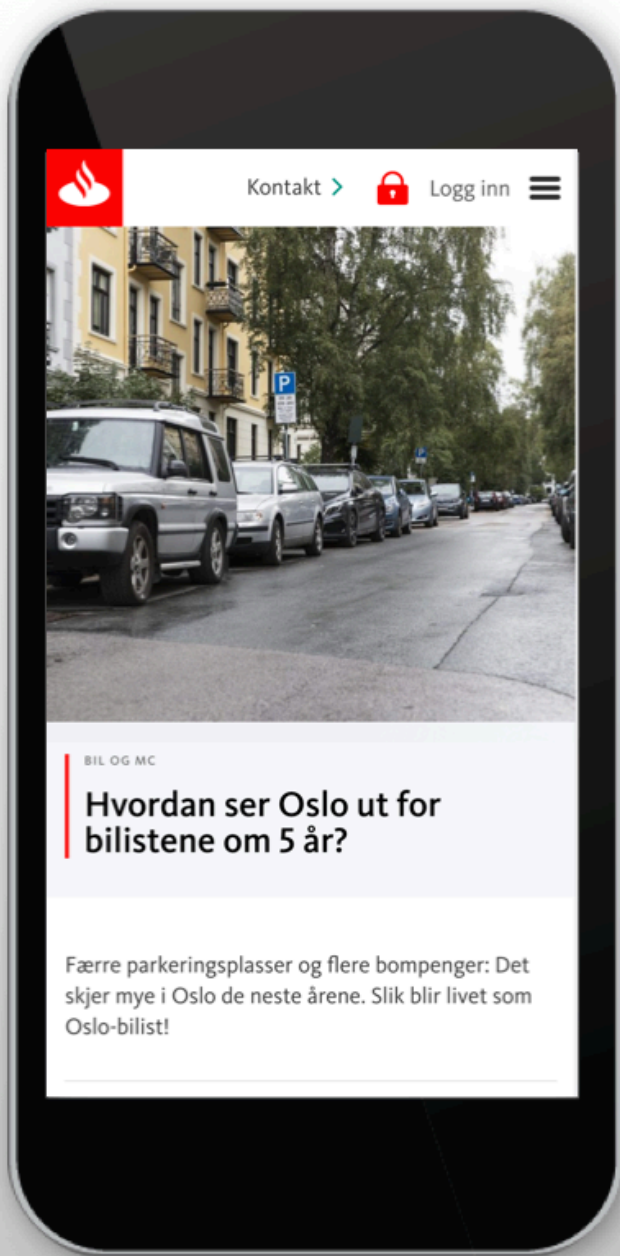 Kontakt >
Logg inn
P
BIL OG MC
Hvordan ser Oslo ut for
bilistene om 5 år?
Færre parkeringsplasser og flere bompenger: Det
skjer mye i Oslo de neste årene. Slik blir livet som
Oslo-bilist!